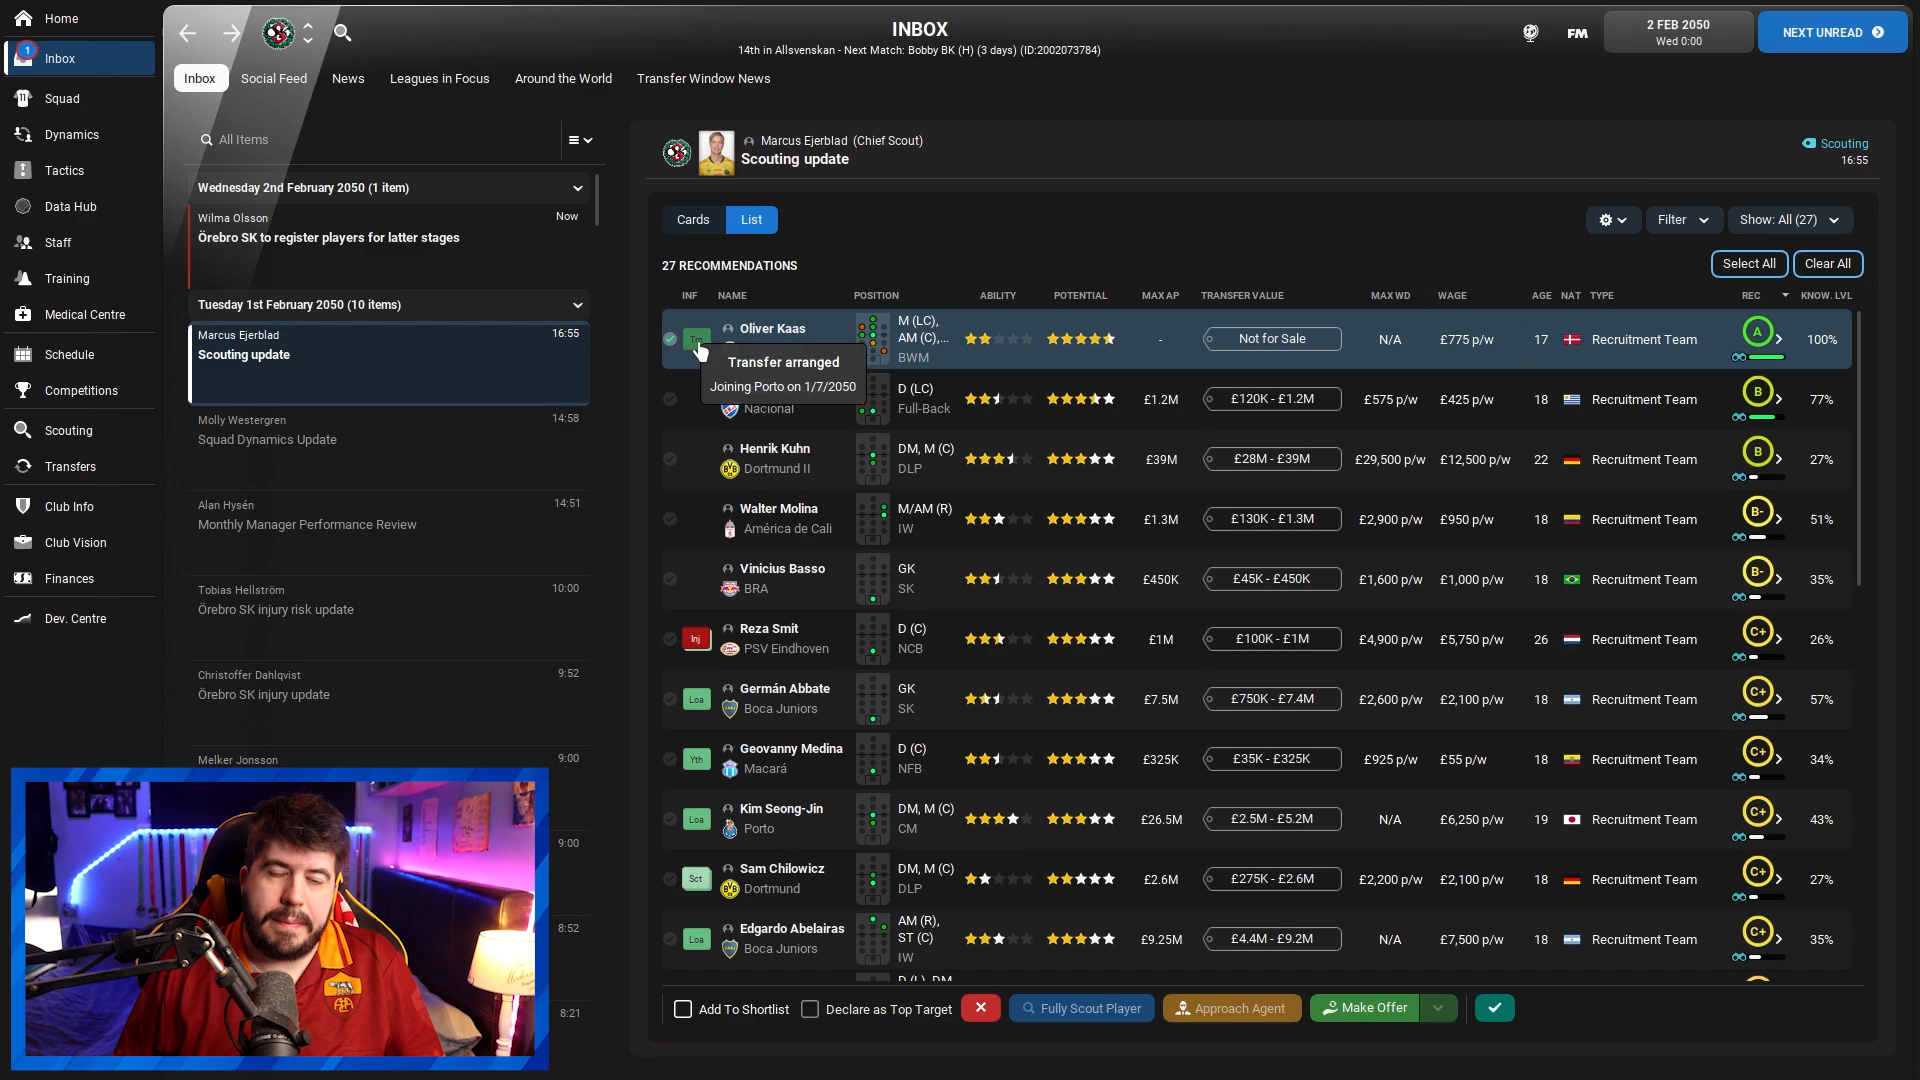 Home
1
Inbox
Squad
Dynamics
Tactics
Data Hub
Staff
Training
Medical Centre
Schedule
Competitions
Scouting
Transfers
Club Info
Club Vision
Finances
Dev. Centre
INBOX
14th in Allsvenskan - Next Match: Bobby BK (H) (3 days) (ID:2002073784)
FM
2 FEB 2050
Wed 0:00
NEXT UNREAD
Inbox Social Feed News Leagues in Focus Around the World Transfer Window News
All Items
Wednesday 2nd February 2050 (1 item)
Wilma Olsson Now
Örebro SK to register players for latter stages
Tuesday 1st February 2050 (10 items)
Marcus Ejerblad 16:55
Scouting update
Molly Westergren 14:58
Squad Dynamics Update
Alan Hysén 14:51
Monthly Manager Performance Review
Tobias Hellström 10:00
Örebro SK injury risk update
Christoffer Dahlqvist 9:52
Örebro SK injury update
Melker Jonsson 9:00
9:00
8:52
8:21
Marcus Ejerblad (Chief Scout)
Scouting update
Scouting
16:55
Cards List
Filter Show: All (27)
27 RECOMMENDATIONS
Select All Clear All
INF NAME POSITION ABILITY POTENTIAL MAX AP TRANSFER VALUE MAX WD WAGE AGE NAT TYPE REC KNOW. LVL
Oliver Kaas M (LC), AM (C),... BWM - Not for Sale N/A £775 p/w 17 Recruitment Team A 100%
Transfer arranged
Joining Porto on 1/7/2050
Nacional D (LC) Full-Back £1.2M £120K - £1.2M £575 p/w £425 p/w 18 Recruitment Team B 77%
Henrik Kuhn Dortmund II DM, M (C) DLP £39M £28M - £39M £29,500 p/w £12,500 p/w 22 Recruitment Team B 27%
Walter Molina América de Cali M/AM (R) IW £1.3M £130K - £1.3M £2,900 p/w £950 p/w 18 Recruitment Team B- 51%
Vinicius Basso BRA GK SK £450K £45K - £450K £1,600 p/w £1,000 p/w 18 Recruitment Team B- 35%
Inj Reza Smit PSV Eindhoven D (C) NCB £1M £100K - £1M £4,900 p/w £5,750 p/w 26 Recruitment Team C+ 26%
Loa Germán Abbate Boca Juniors GK SK £7.5M £750K - £7.4M £2,600 p/w £2,100 p/w 18 Recruitment Team C+ 57%
Yth Geovanny Medina Macará D (C) NFB £325K £35K - £325K £925 p/w £55 p/w 18 Recruitment Team C+ 34%
Loa Kim Seong-Jin Porto DM, M (C) CM £26.5M £2.5M - £5.2M N/A £6,250 p/w 19 Recruitment Team C+ 43%
Sct Sam Chilowicz Dortmund DM, M (C) DLP £2.6M £275K - £2.6M £2,200 p/w £2,100 p/w 18 Recruitment Team C+ 27%
Loa Edgardo Abelairas Boca Juniors AM (R), ST (C) IW £9.25M £4.4M - £9.2M N/A £7,500 p/w 18 Recruitment Team C+ 35%
Add To Shortlist Declare as Top Target Fully Scout Player Approach Agent Make Offer